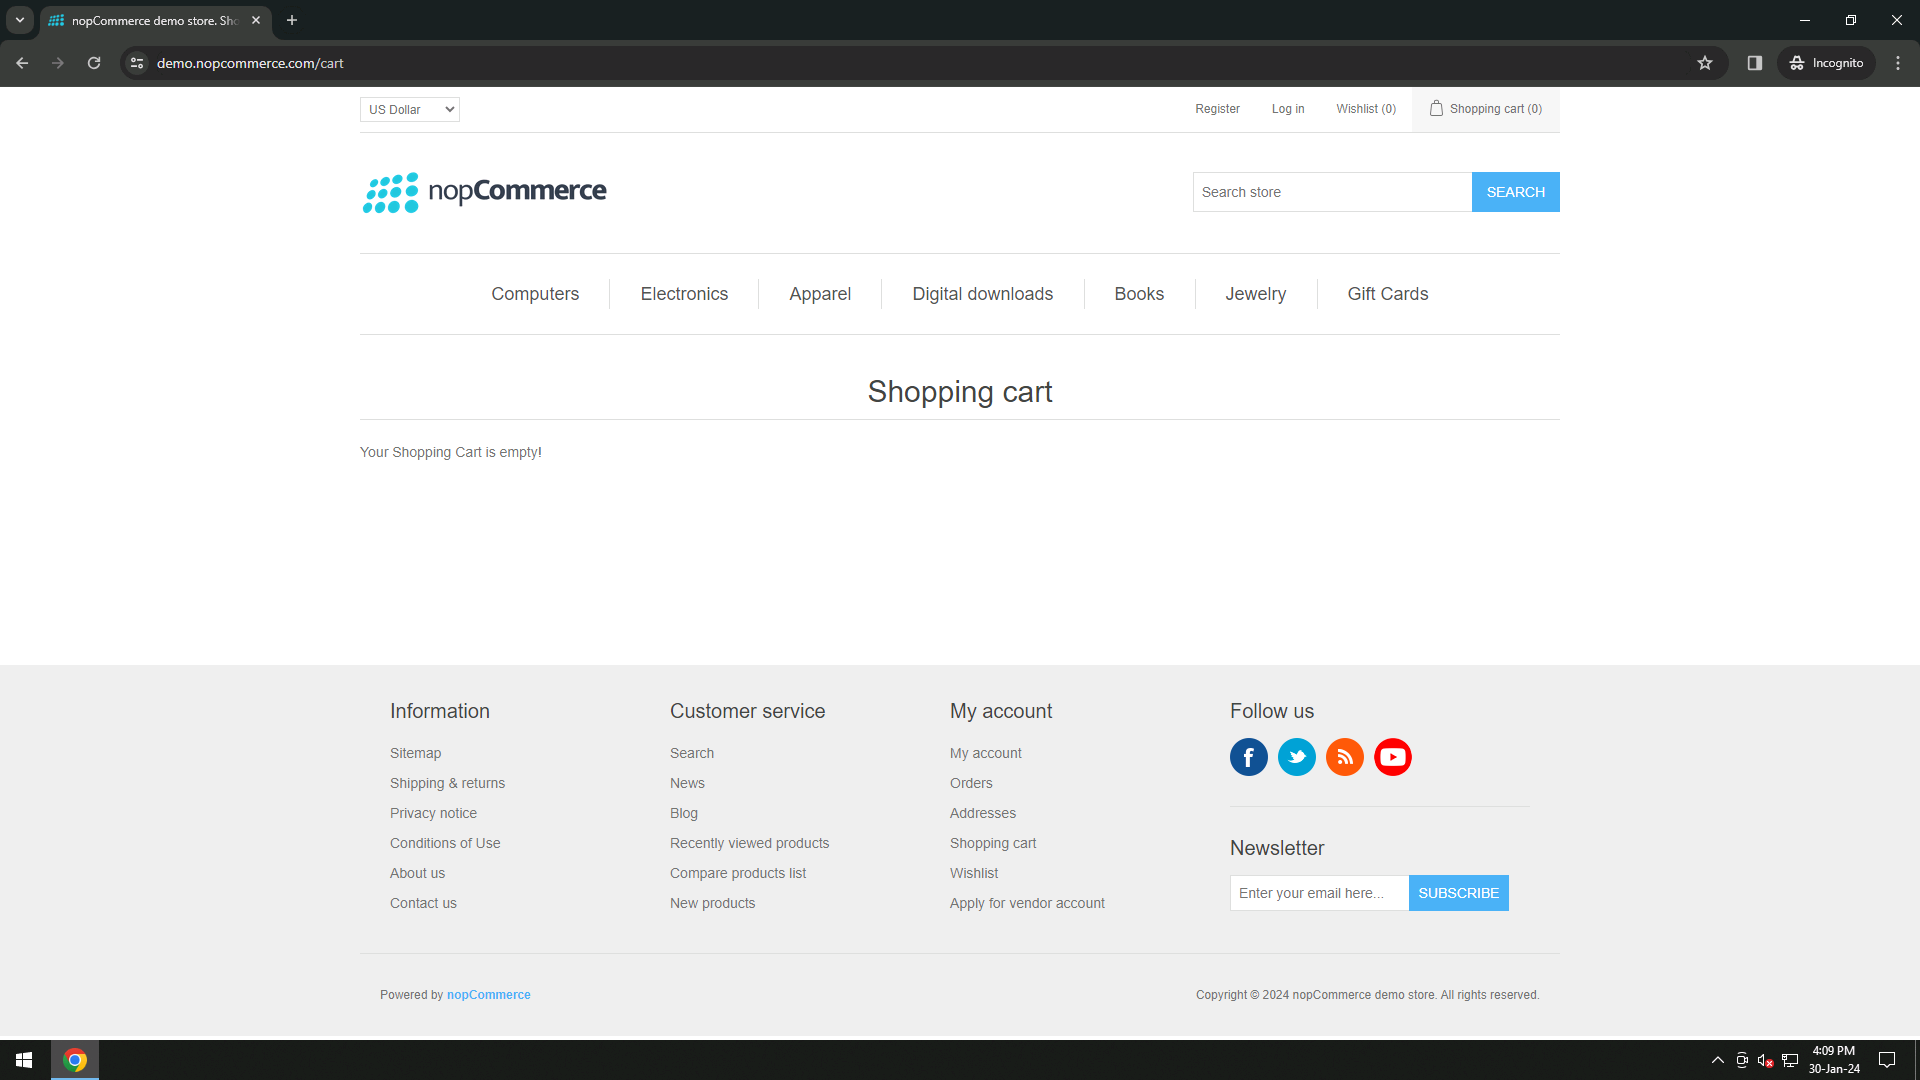 nopCommerce demo store. Sho
demo.nopcommerce.com/cart
Incognito
US Dollar
Register
Log in
Wishlist (0)
Shopping cart (0)
nopCommerce
Search store
SEARCH
Computers
Electronics
Apparel
Digital downloads
Books
Jewelry
Gift Cards
Shopping cart
Your Shopping Cart is empty!
Information
Sitemap
Shipping & returns
Privacy notice
Conditions of Use
About us
Contact us
Customer service
Search
News
Blog
Recently viewed products
Compare products list
New products
My account
My account
Orders
Addresses
Shopping cart
Wishlist
Apply for vendor account
Follow us
Newsletter
Enter your email here...
SUBSCRIBE
Powered by nopCommerce
Copyright © 2024 nopCommerce demo store. All rights reserved.
4:09 PM
30-Jan-24